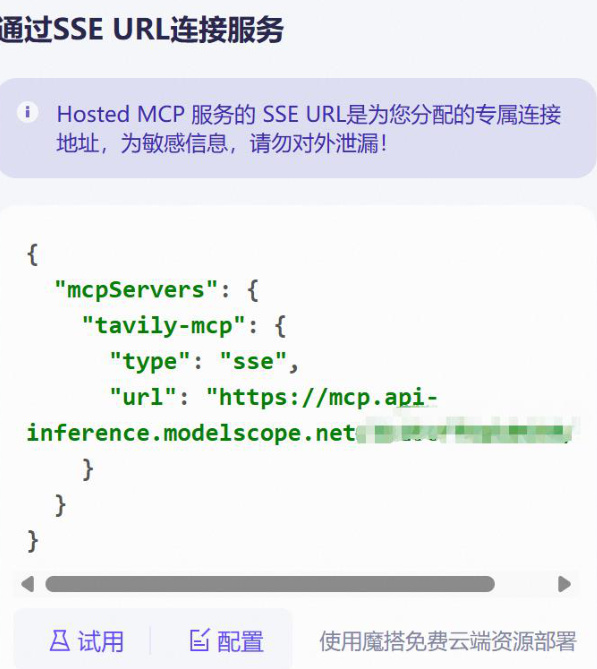 通过SSE URL连接服务
Hosted MCP 服务的 SSE URL是为您分配的专属连接
地址，为敏感信息，请勿对外泄漏！
{
"mcpServers": {
"tavily-mcp": {
"type": "sse",
"url": "https://mcp.api-
inference.modelscope.net
}
}
}
试用 配置 使用魔搭免费云端资源部署